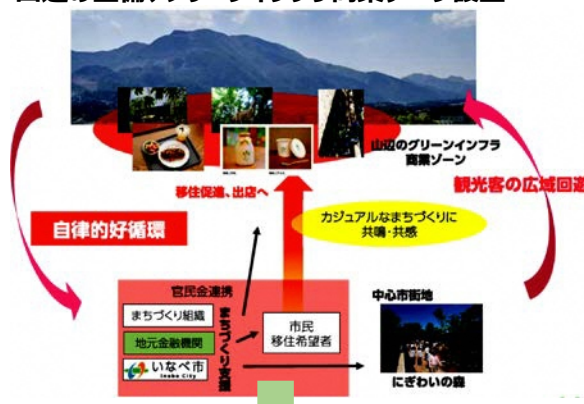 山辺のグリーンインフラ
商業ゾーン
移住促進、出店へ
観光客の広域回遊
自律的好循環
カジュアルなまちづくりに
共鳴・共感
官民金連携
まちづくり組織
地元金融機関
いなべ市
Inabe City
まちづくり支援
市民
移住希望者
中心市街地
にぎわいの森